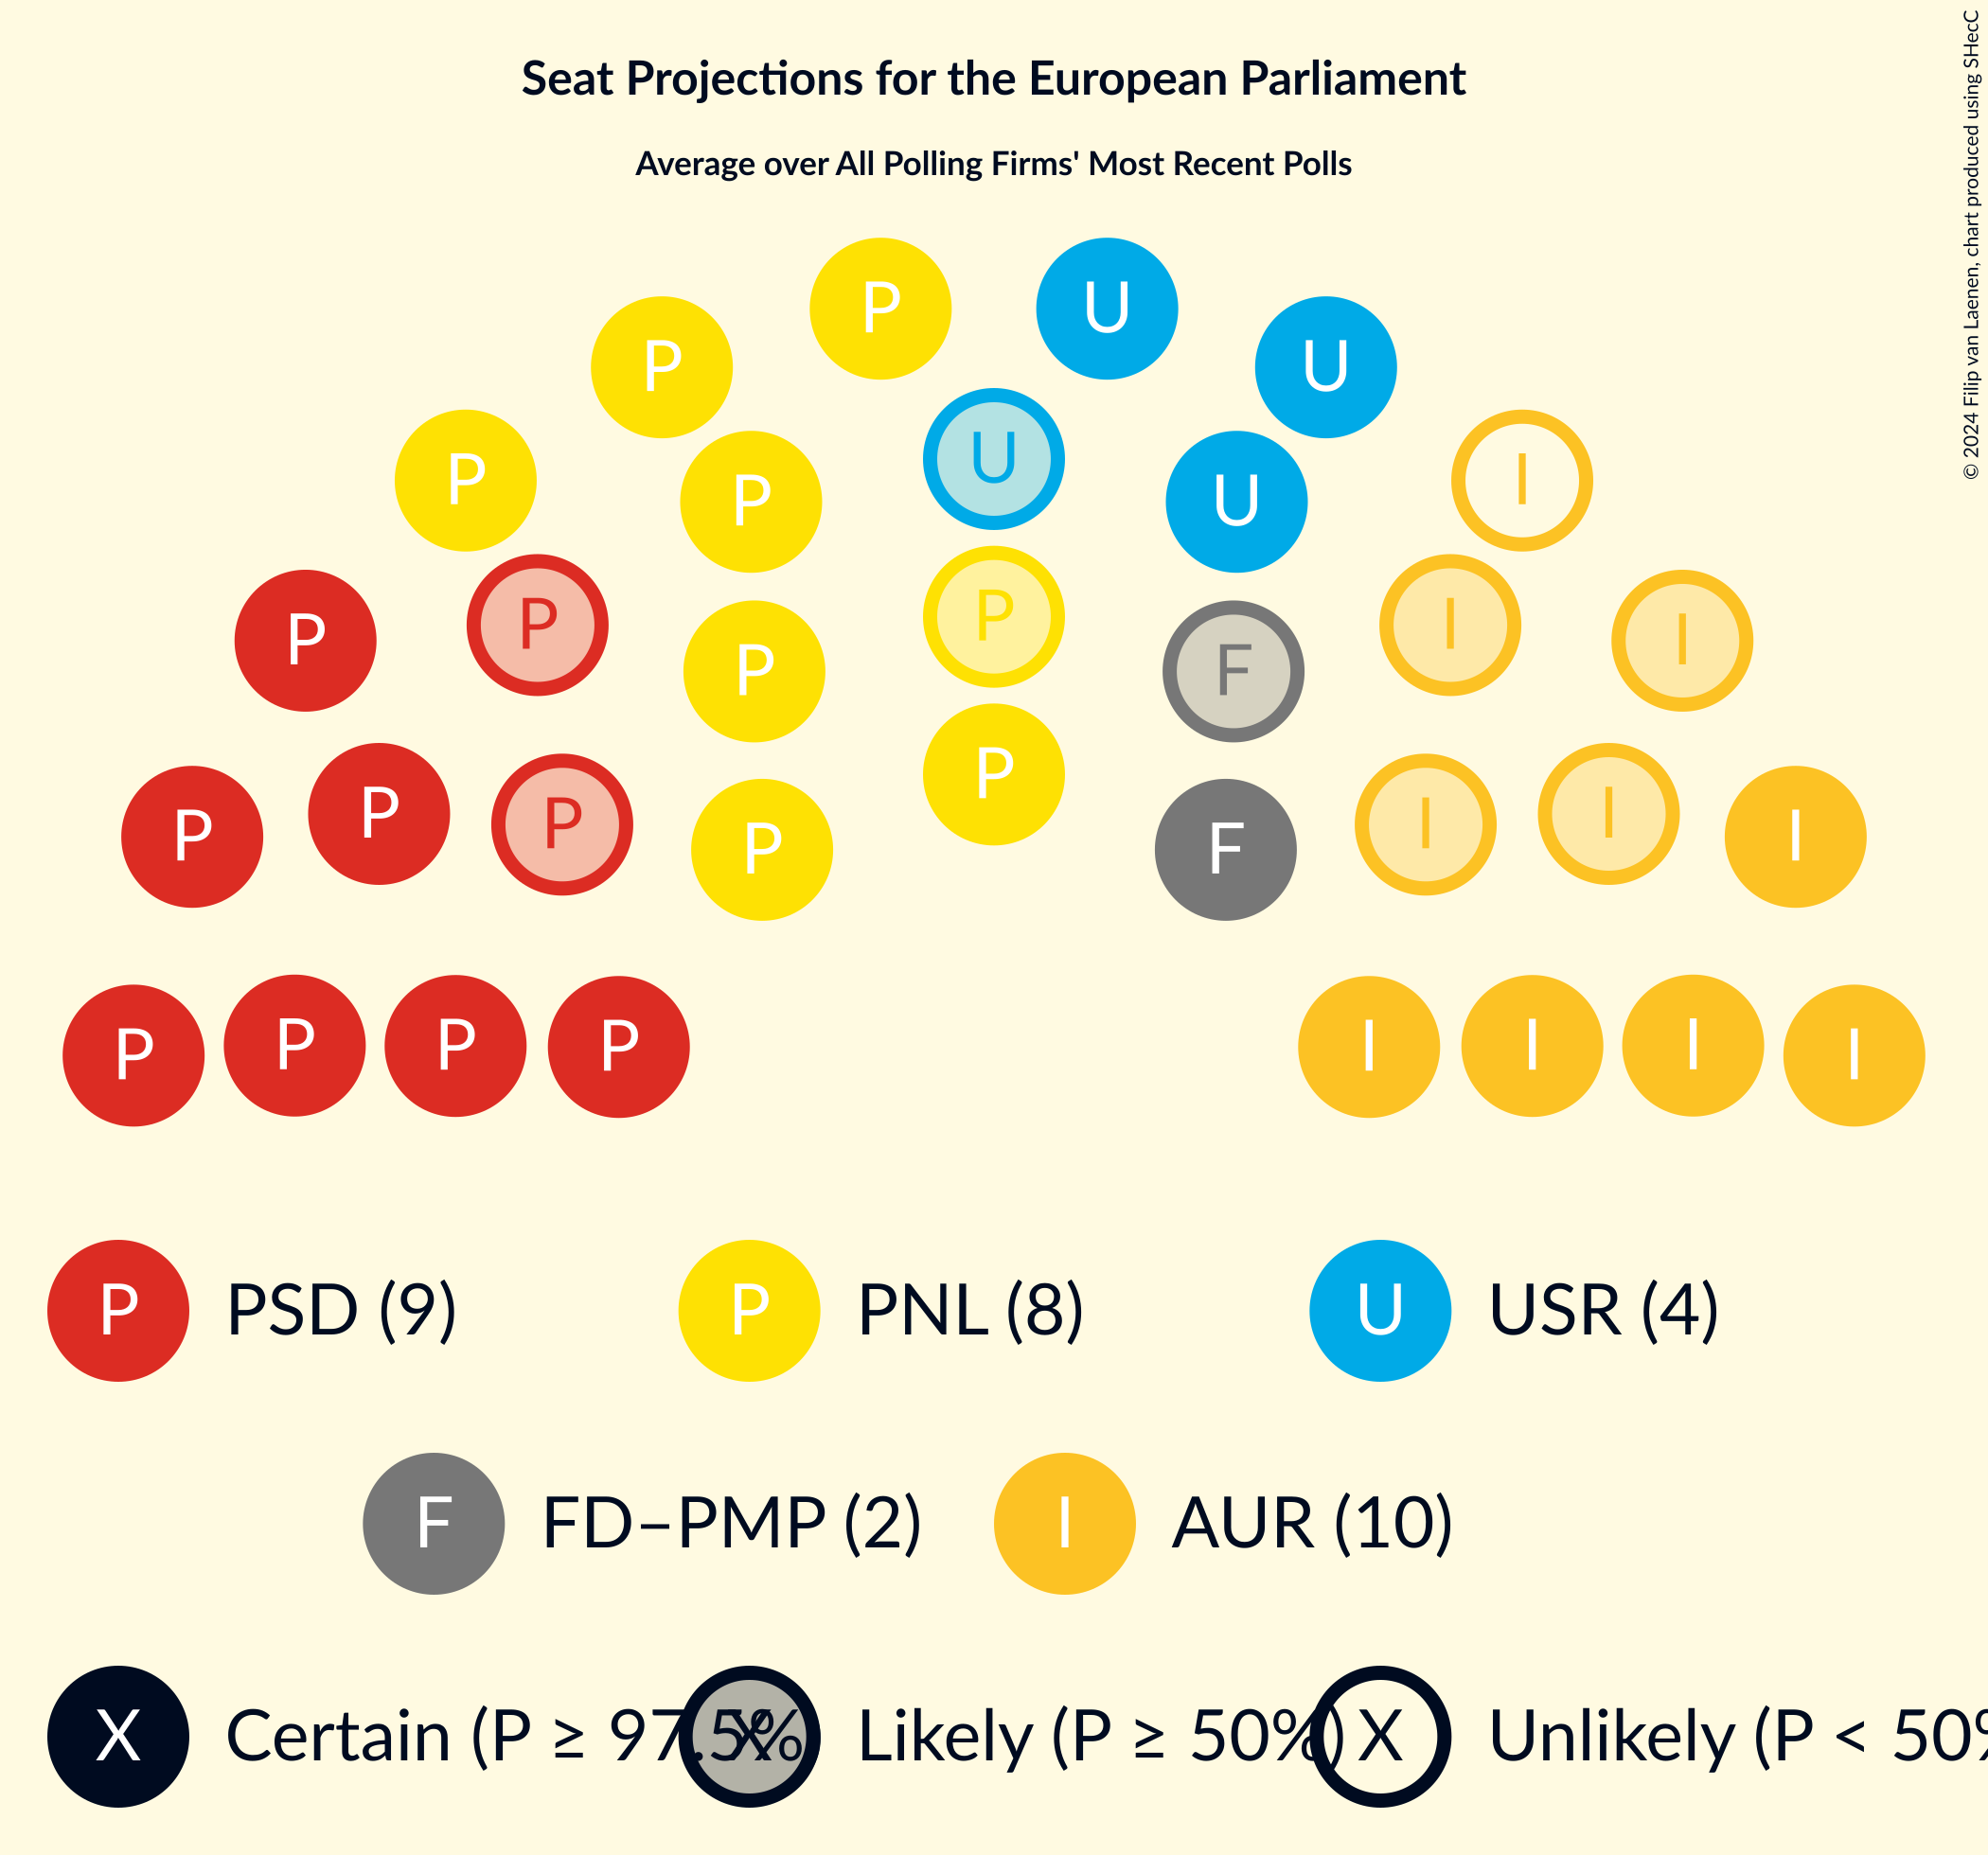 Seat Projections for the European Parliament
Average over All Polling Firms' Most Recent Polls
© 2024 Filip van Laenen, chart produced using SHecC
P U
P U
P P U U I
P P P P F I I
P P P P P F I I I
P P P P I I I I
P PSD (9) P PNL (8) U USR (4)
F FD–PMP (2) I AUR (10)
X Certain (P ≥ 97.5% X Likely (P ≥ 50%) X Unlikely (P <